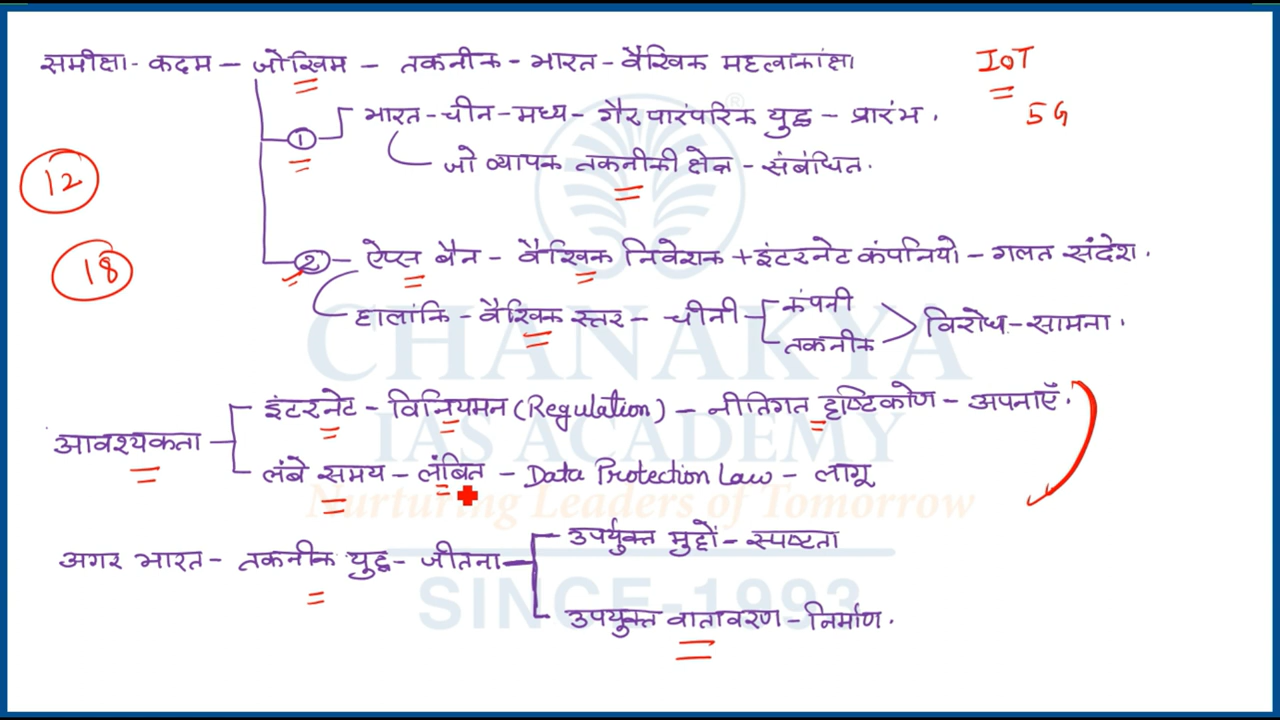 समीक्षा - कदम - जोखिम - तकनीक - भारत - वैश्विक महत्वाकांक्षा
IoT
5G
① भारत - चीन - मध्य - गैर पारंपरिक युद्ध - प्रारंभ .
जो व्यापक तकनीकी क्षेत्र - संबंधित .
12
② - ऐप्स बैन - वैश्विक निवेशक + इंटरनेट कंपनियो - गलत संदेश .
18
हालांकि - वैश्विक स्तर - चीनी
कंपनी
तकनीक
विरोध - सामना .
CHANAKYA
IAS ACADEMY
आवश्यकता
इंटरनेट - विनियमन (Regulation) - नीतिगत दृष्टिकोण - अपनाएँ .
लंबे समय - लंबित - Data Protection Law - लागू
Nurturing Leaders of Tomorrow
अगर भारत - तकनीक युद्ध - जीतना
उपर्युक्त मुद्दों - स्पष्टता
उपयुक्त वातावरण - निर्माण .
SINCE-1993